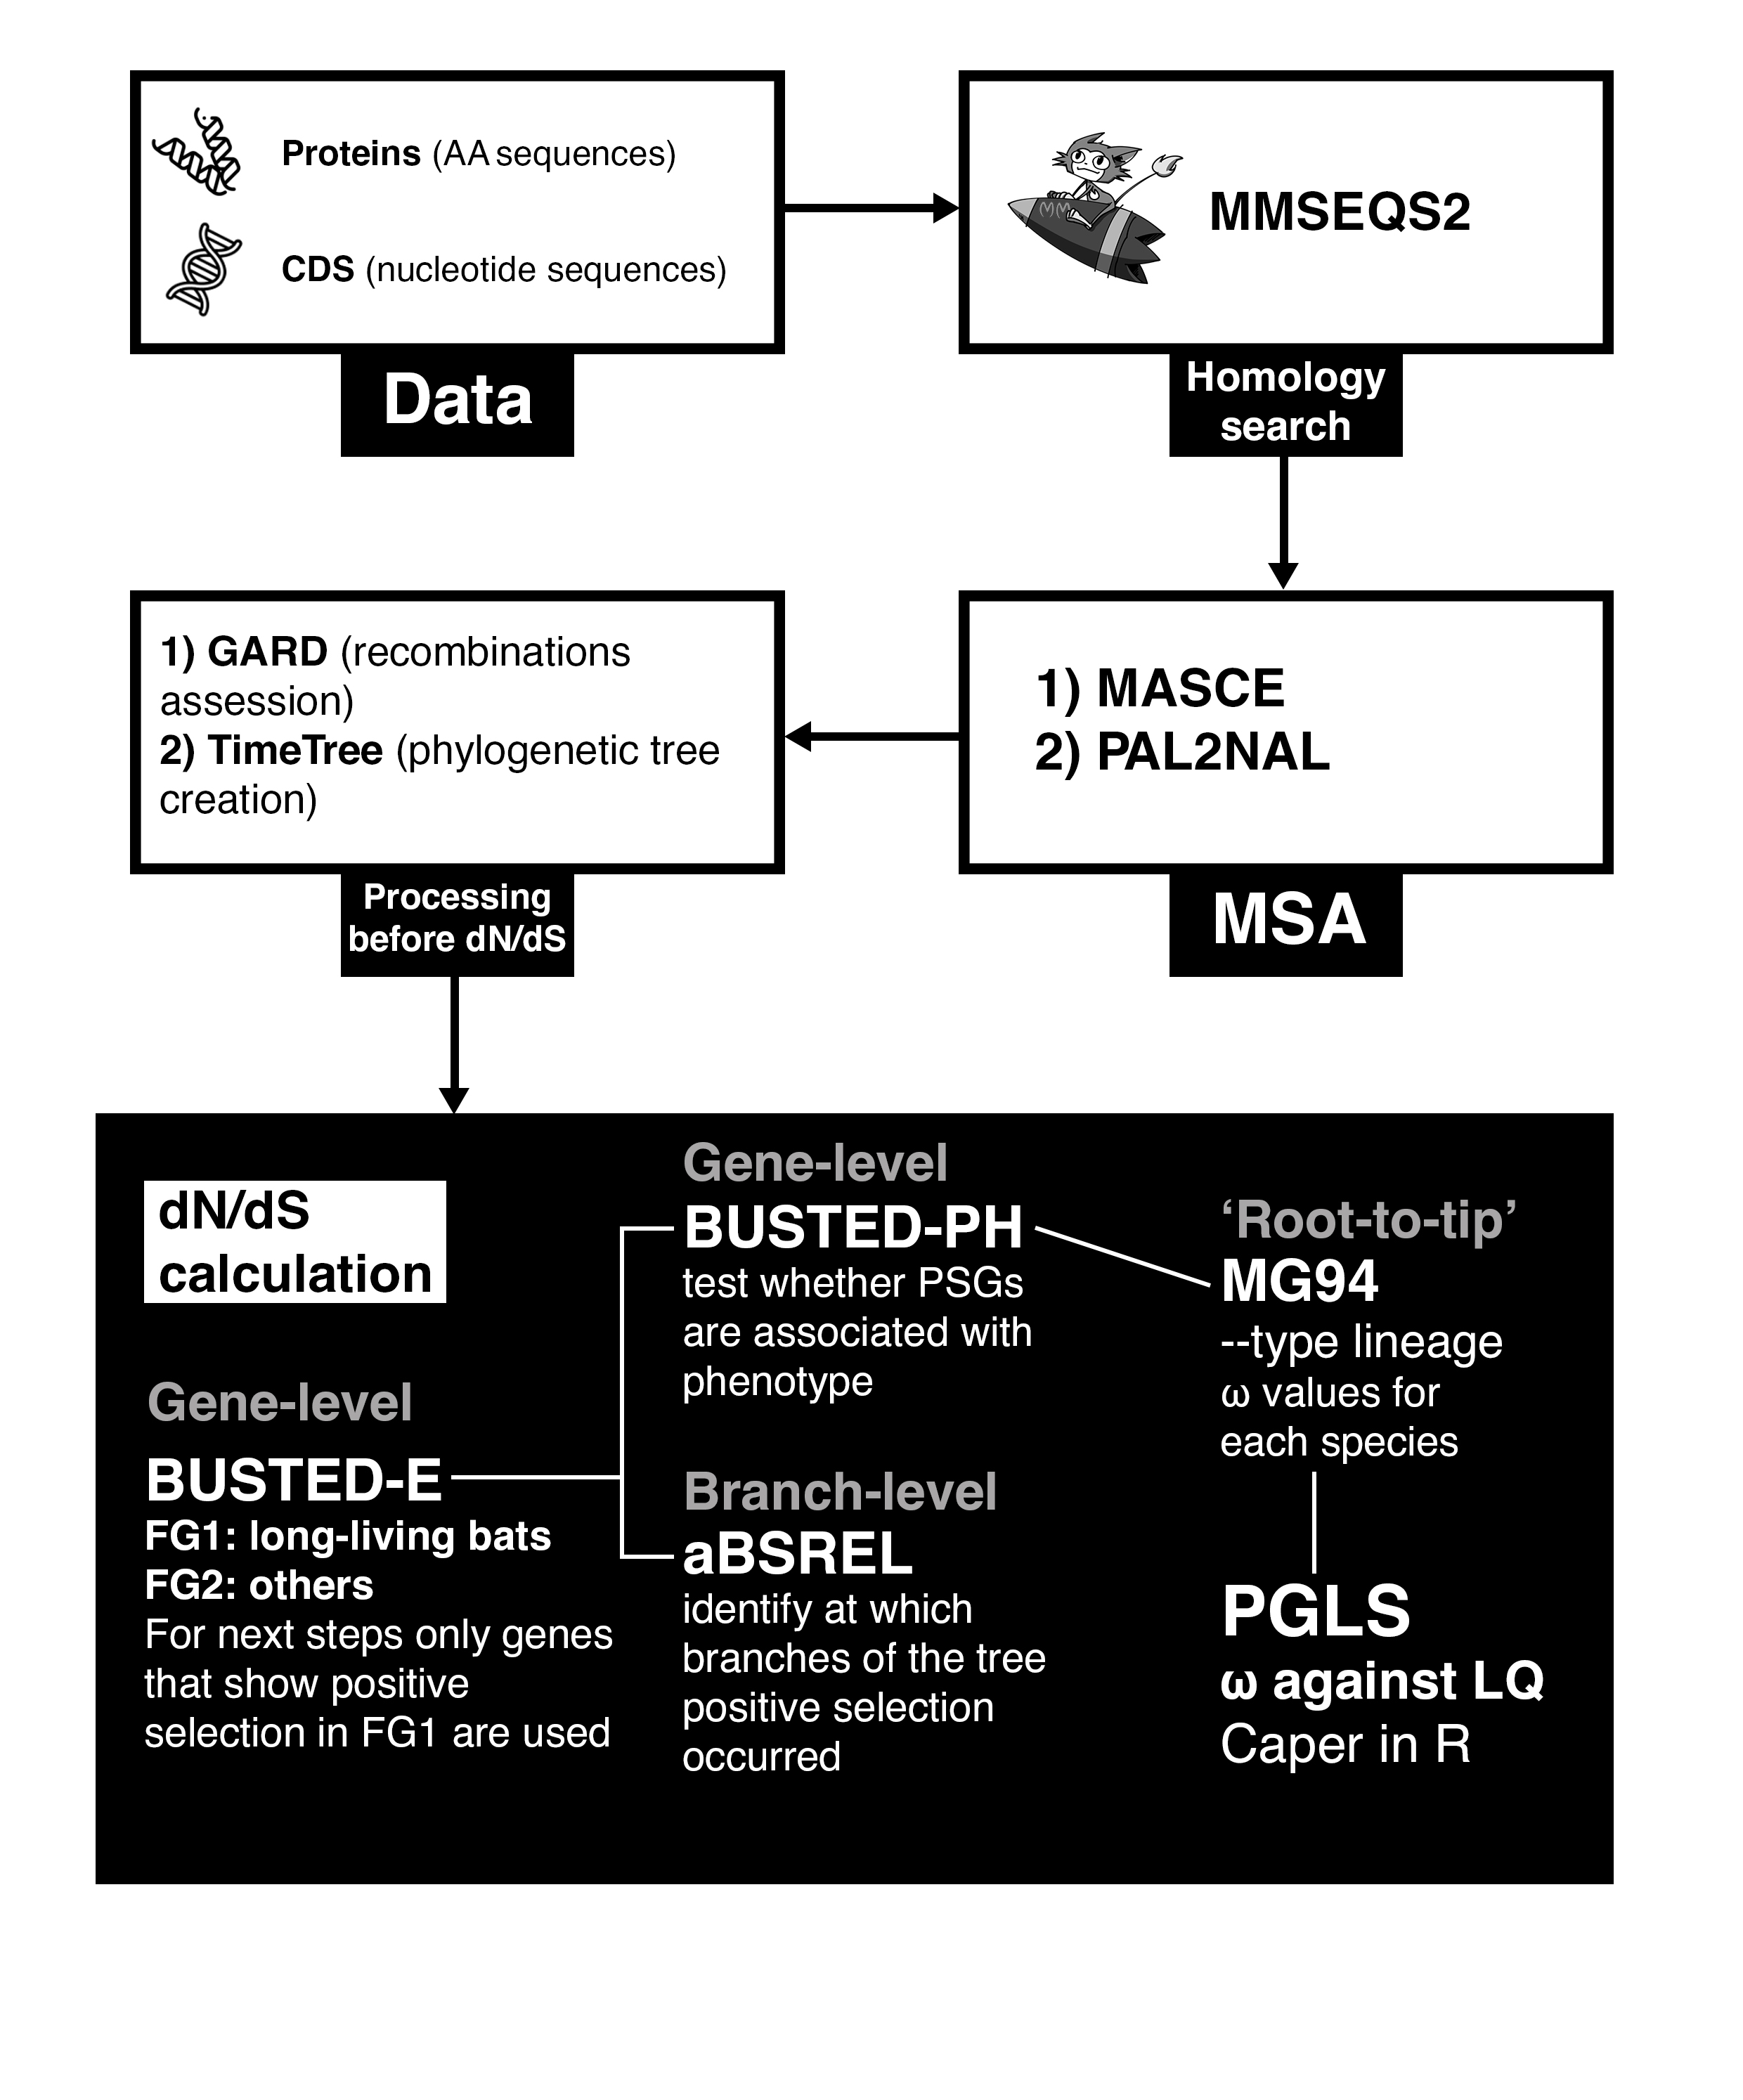 Proteins (AA sequences)
CDS (nucleotide sequences)
Data
MM
MMSEQS2
Homology
search
1) MASCE
2) PAL2NAL
MSA
1) GARD (recombinations
assession)
2) TimeTree (phylogenetic tree
creation)
Processing
before dN/dS
dN/dS
calculation
Gene-level
BUSTED-E
FG1: long-living bats
FG2: others
For next steps only genes
that show positive
selection in FG1 are used
Gene-level
BUSTED-PH
test whether PSGs
are associated with
phenotype
Branch-level
aBSREL
identify at which
branches of the tree
positive selection
occurred
‘Root-to-tip’
MG94
--type lineage
ω values for
each species
PGLS
ω against LQ
Caper in R